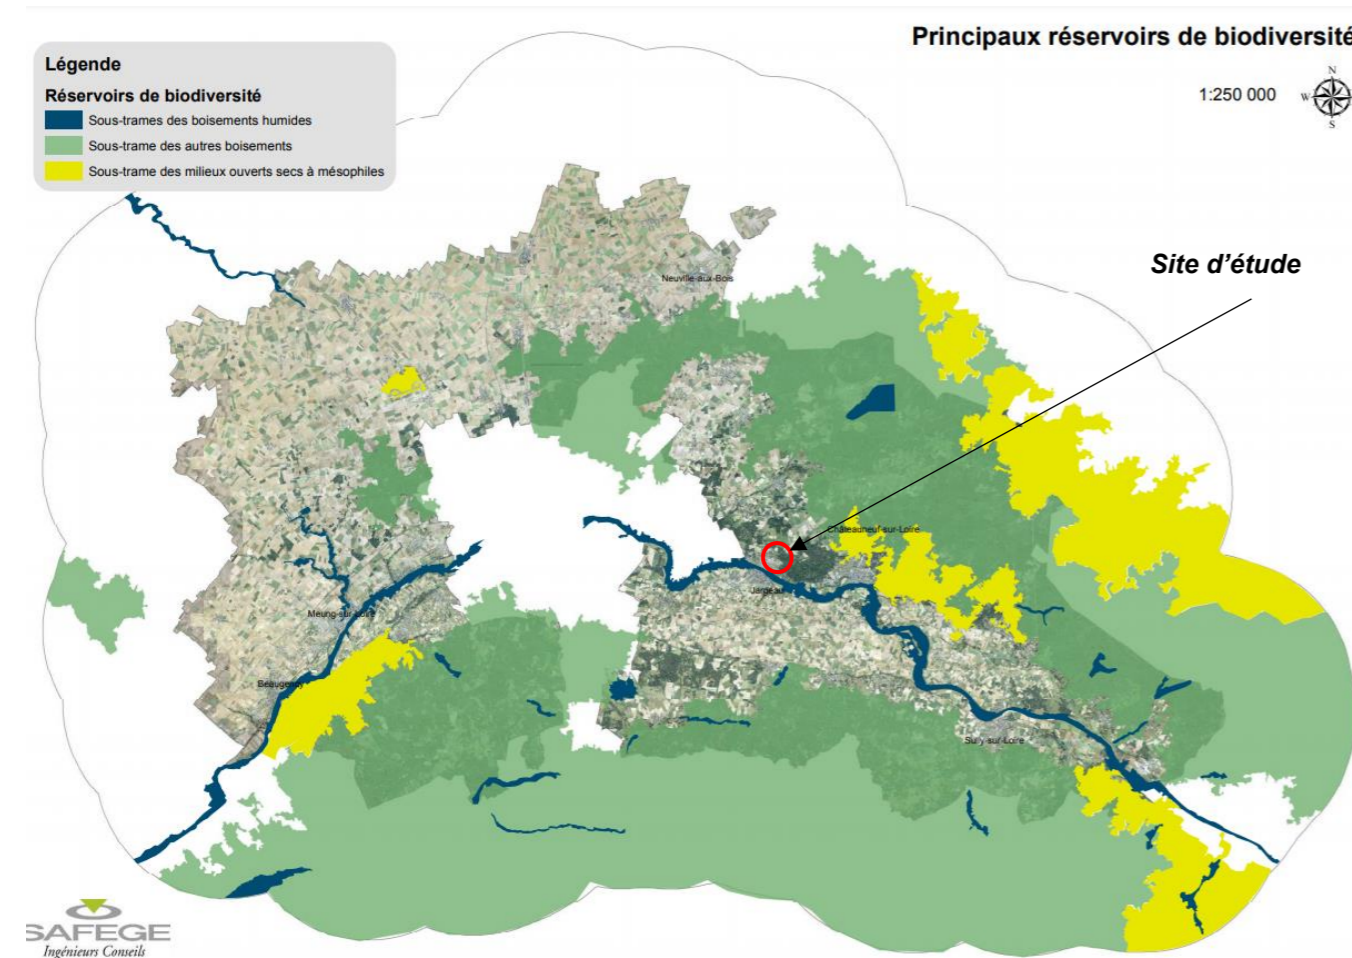 Principaux réservoirs de biodiversité
1:250 000
N
W
S
Légende
Réservoirs de biodiversité
Sous-trames des boisements humides
Sous-trame des autres boisements
Sous-trame des milieux ouverts secs à mésophiles
Site d'étude
Neuville-aux-Bois
Châteauneuf-sur-Loire
Jargeau
Meung-sur-Loire
Beaugency
Sully-sur-Loire
SAFEGE
Ingénieurs Conseils